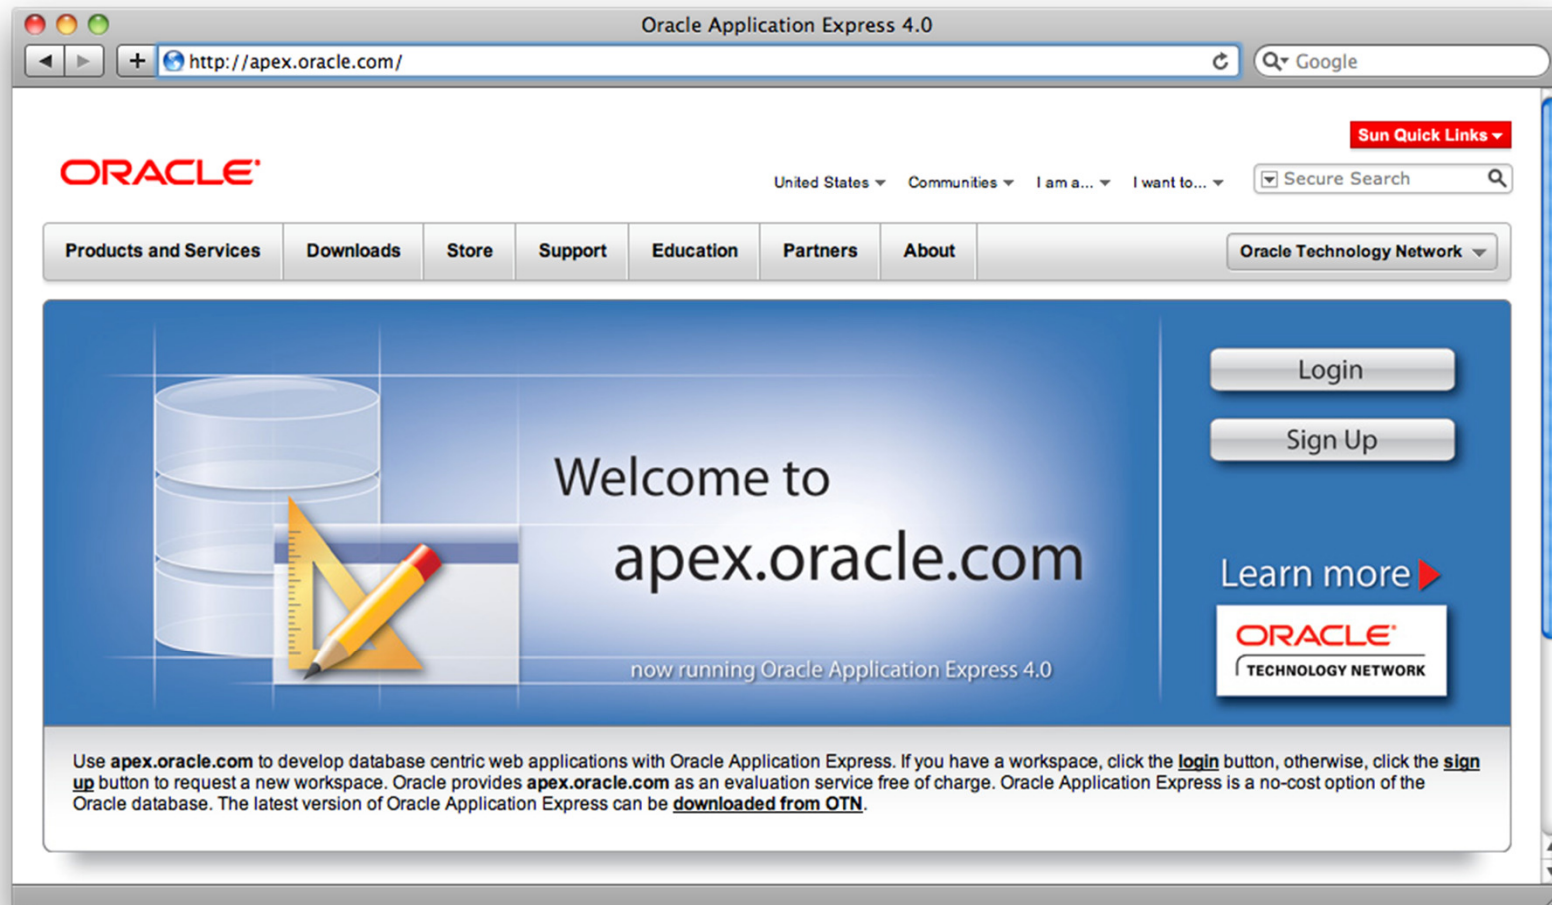 Oracle Application Express 4.0
http://apex.oracle.com/
Google
Sun Quick Links
ORACLE
United States Communities I am a... I want to... Secure Search
Products and Services Downloads Store Support Education Partners About Oracle Technology Network
Login
Sign Up
Welcome to
apex.oracle.com
now running Oracle Application Express 4.0
Learn more
ORACLE
TECHNOLOGY NETWORK
Use apex.oracle.com to develop database centric web applications with Oracle Application Express. If you have a workspace, click the login button, otherwise, click the sign
up button to request a new workspace. Oracle provides apex.oracle.com as an evaluation service free of charge. Oracle Application Express is a no-cost option of the
Oracle database. The latest version of Oracle Application Express can be downloaded from OTN.